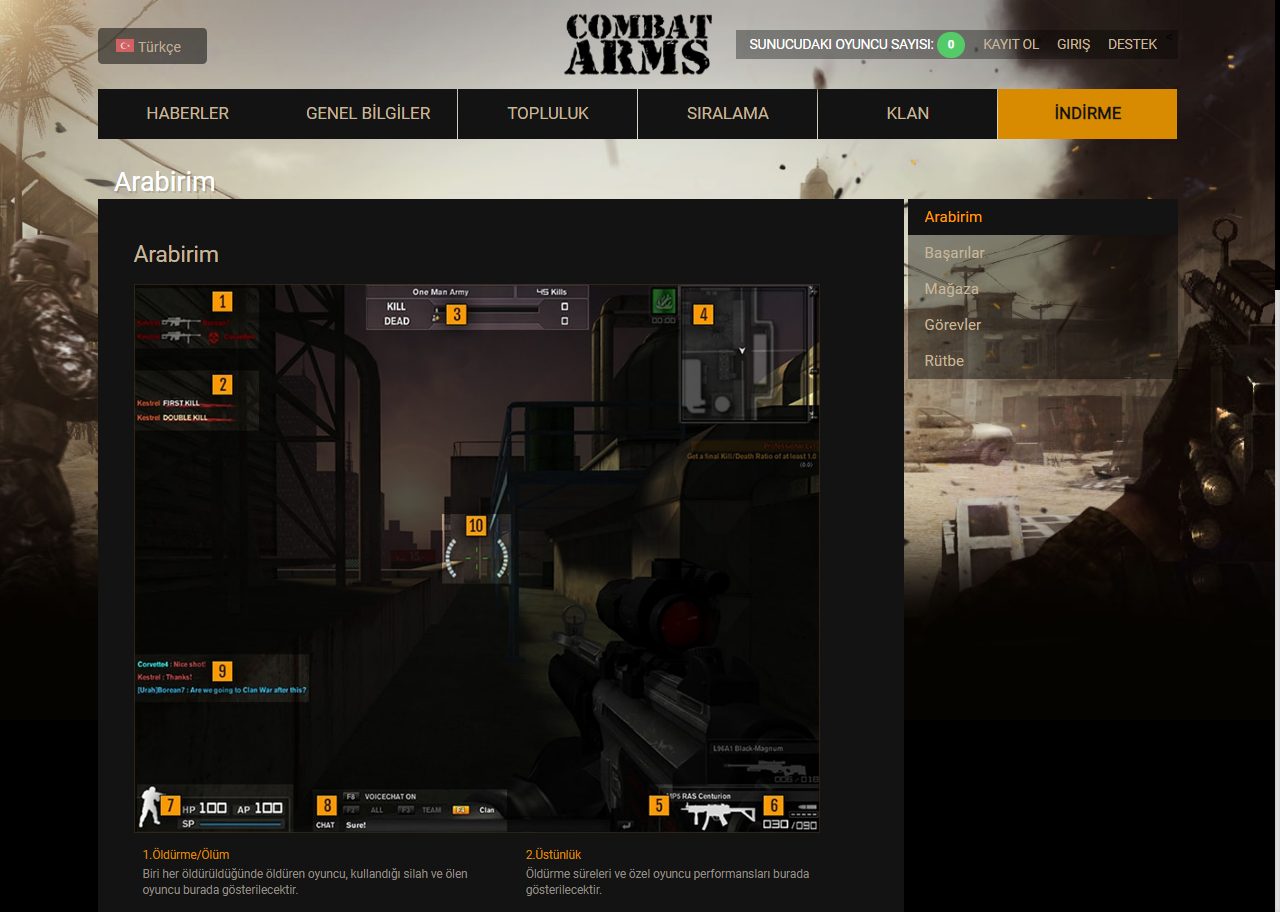 Türkçe
COMBAT
ARMS
SUNUCUDAKI OYUNCU SAYISI: 0 KAYIT OL GIRIŞ DESTEK
HABERLER GENEL BİLGİLER TOPLULUK SIRALAMA KLAN İNDİRME
Arabirim
Arabirim
Başarılar
Mağaza
Görevler
Rütbe
Arabirim
1
2
Kestrel FIRST KILL
Kestrel DOUBLE KILL
One Man Army 45 Kills
KILL 3 0
DEAD 0
00:00
4
Get a final Kill/Death Ratio of at least 1.0
(0.0)
10
9
Corvette4 : Nice shot!
Kestrel : Thanks!
[Urah]Borean7 : Are we going to Clan War after this?
L96A1 Black-Magnum
7 HP 100 AP 100
SP
8 F8 VOICECHAT ON
F2 ALL F3 TEAM Clan
CHAT Sure!
5 MP5 RAS Centurion 6
030/090
1.Öldürme/Ölüm
Biri her öldürüldüğünde öldüren oyuncu, kullandığı silah ve ölen
oyuncu burada gösterilecektir.
2.Üstünlük
Öldürme süreleri ve özel oyuncu performansları burada
gösterilecektir.